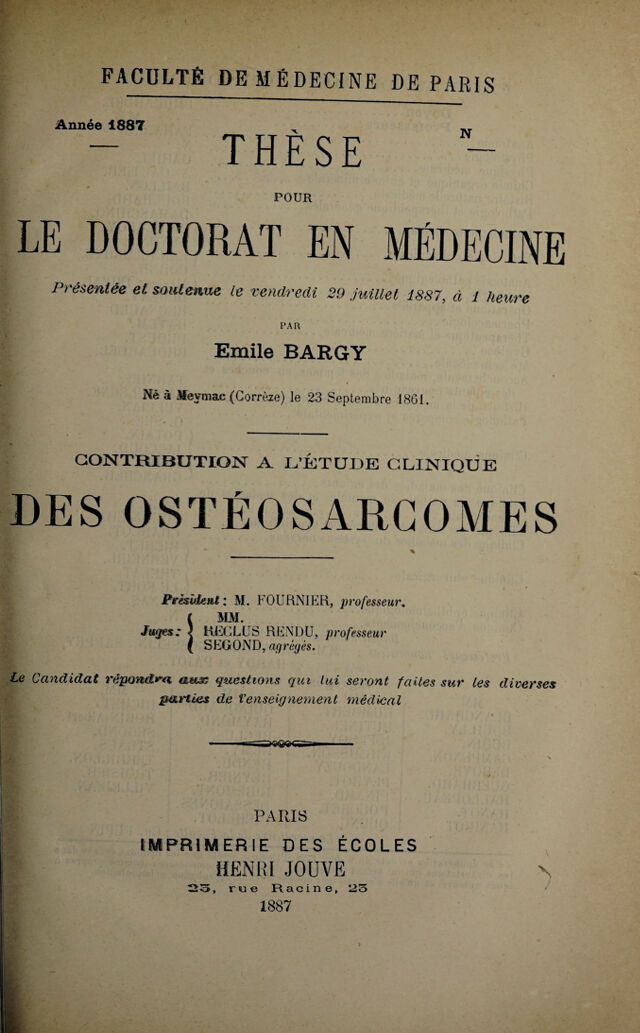 FACULTÉ DE MÉDECINE DE PARIS
Année 1887
N
THÈSE
POUR
LE DOCTORAT EN MÉDECINE
Présentée et soutenue le vendredi 29 juillet 1887, à 1 heure
PAR
Emile BARGY
Né à Meymac (Corrèze) le 23 Septembre 1861.
CONTRIBUTION A L'ÉTUDE CLINIQUE
DES OSTÉOSARCOMES
Président : M. FOURNIER, professeur.
MM.
Juges : RECLUS RENDU, professeur
SEGOND, agrégés.
Le Candidat répondra aux questions qui lui seront faites sur les diverses
parties de l'enseignement médical
PARIS
IMPRIMERIE DES ÉCOLES
HENRI JOUVE
23, rue Racine, 23
1887